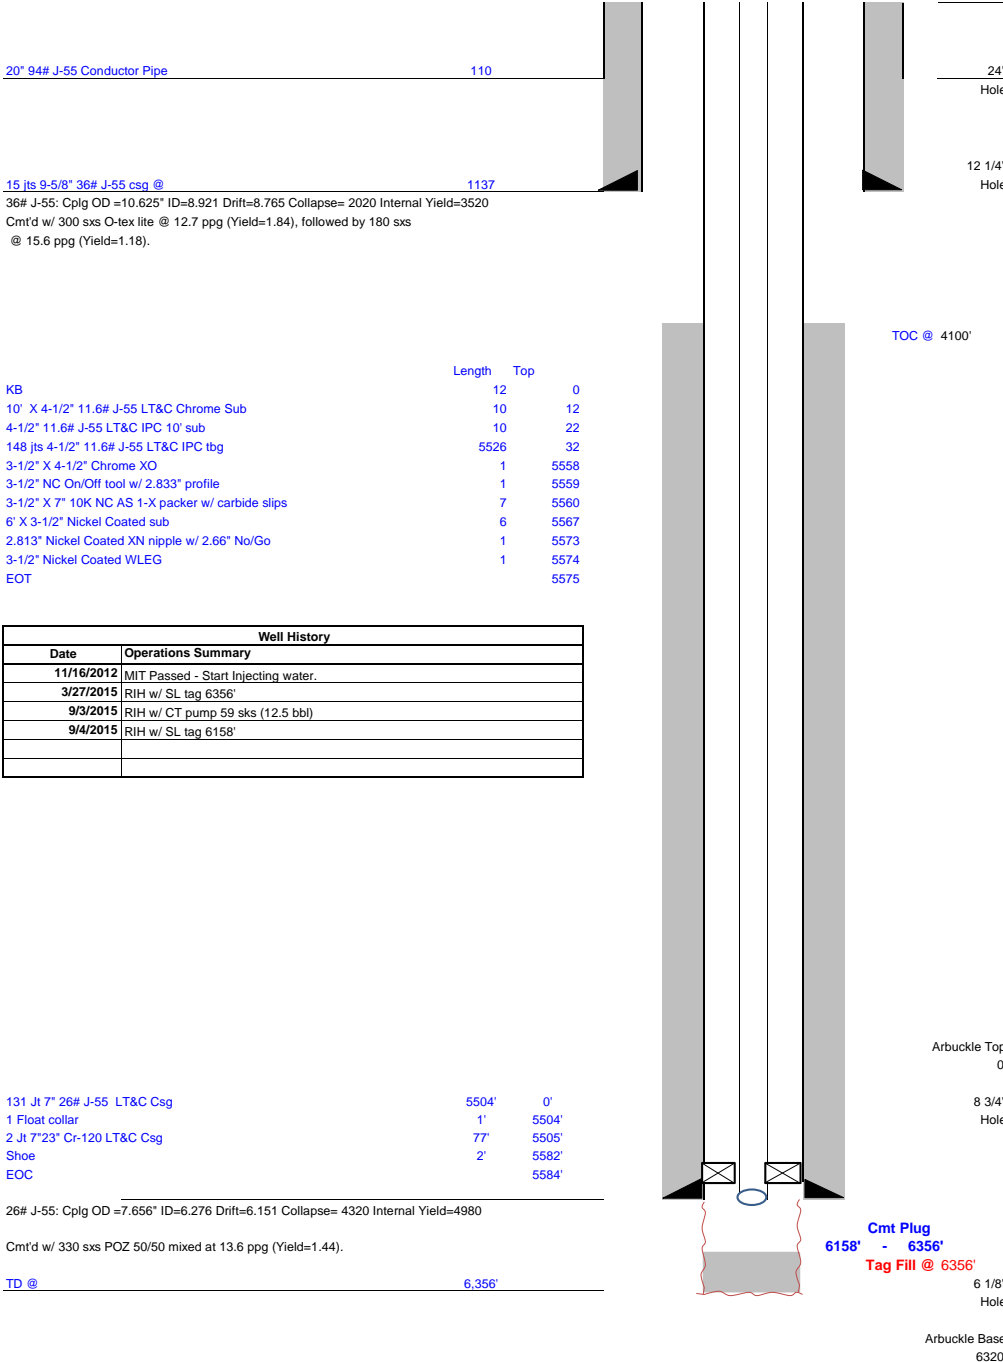 20" 94# J-55 Conductor Pipe 110 24'
Hole
12 1/4'
15 jts 9-5/8" 36# J-55 csg @ 1137 Hole
36# J-55: Cplg OD =10.625" ID=8.921 Drift=8.765 Collapse= 2020 Internal Yield=3520
Cmt'd w/ 300 sxs O-tex lite @ 12.7 ppg (Yield=1.84), followed by 180 sxs
@ 15.6 ppg (Yield=1.18).
TOC @ 4100'
Length Top
KB 12 0
10' X 4-1/2" 11.6# J-55 LT&C Chrome Sub 10 12
4-1/2" 11.6# J-55 LT&C IPC 10' sub 10 22
148 jts 4-1/2" 11.6# J-55 LT&C IPC tbg 5526 32
3-1/2" X 4-1/2" Chrome XO 1 5558
3-1/2" NC On/Off tool w/ 2.833" profile 1 5559
3-1/2" X 7" 10K NC AS 1-X packer w/ carbide slips 7 5560
6' X 3-1/2" Nickel Coated sub 6 5567
2.813" Nickel Coated XN nipple w/ 2.66" No/Go 1 5573
3-1/2" Nickel Coated WLEG 1 5574
EOT 5575
Well History
Date Operations Summary
11/16/2012 MIT Passed - Start Injecting water.
3/27/2015 RIH w/ SL tag 6356'
9/3/2015 RIH w/ CT pump 59 sks (12.5 bbl)
9/4/2015 RIH w/ SL tag 6158'
Arbuckle Top
0
131 Jt 7" 26# J-55 LT&C Csg 5504' 0' 8 3/4'
1 Float collar 1' 5504' Hole
2 Jt 7"23" Cr-120 LT&C Csg 77' 5505'
Shoe 2' 5582'
EOC 5584'
26# J-55: Cplg OD =7.656" ID=6.276 Drift=6.151 Collapse= 4320 Internal Yield=4980
Cmt Plug
Cmt'd w/ 330 sxs POZ 50/50 mixed at 13.6 ppg (Yield=1.44). 6158' - 6356'
Tag Fill @ 6356'
TD @ 6,356' 6 1/8'
Hole
Arbuckle Base
6320